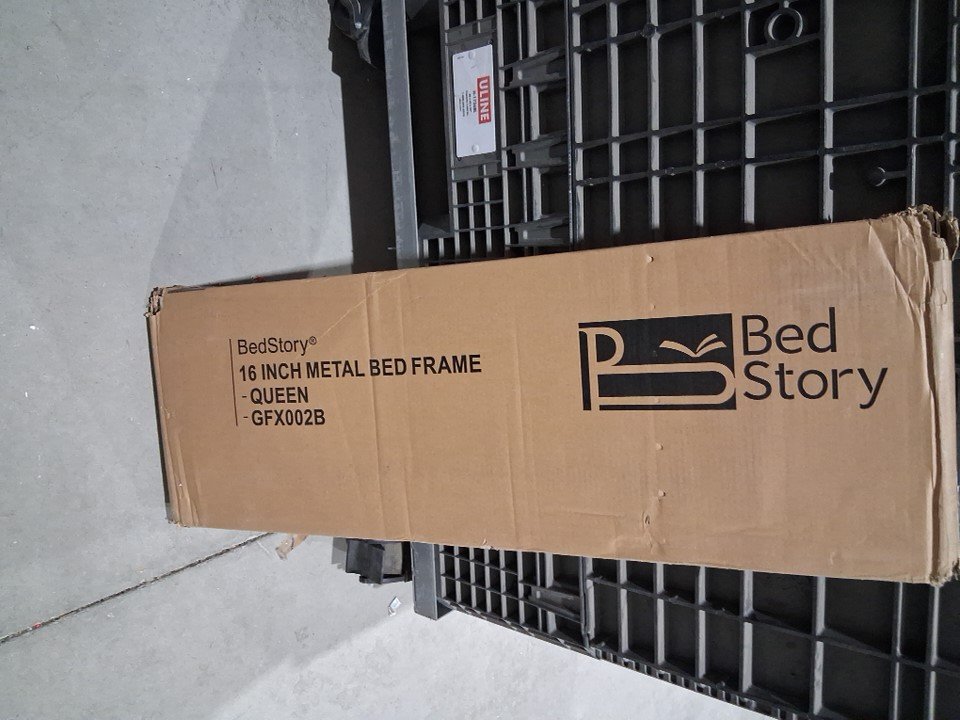 BedStory®
16 INCH METAL BED FRAME
- QUEEN
- GFX002B
Bed
Story
ULINE